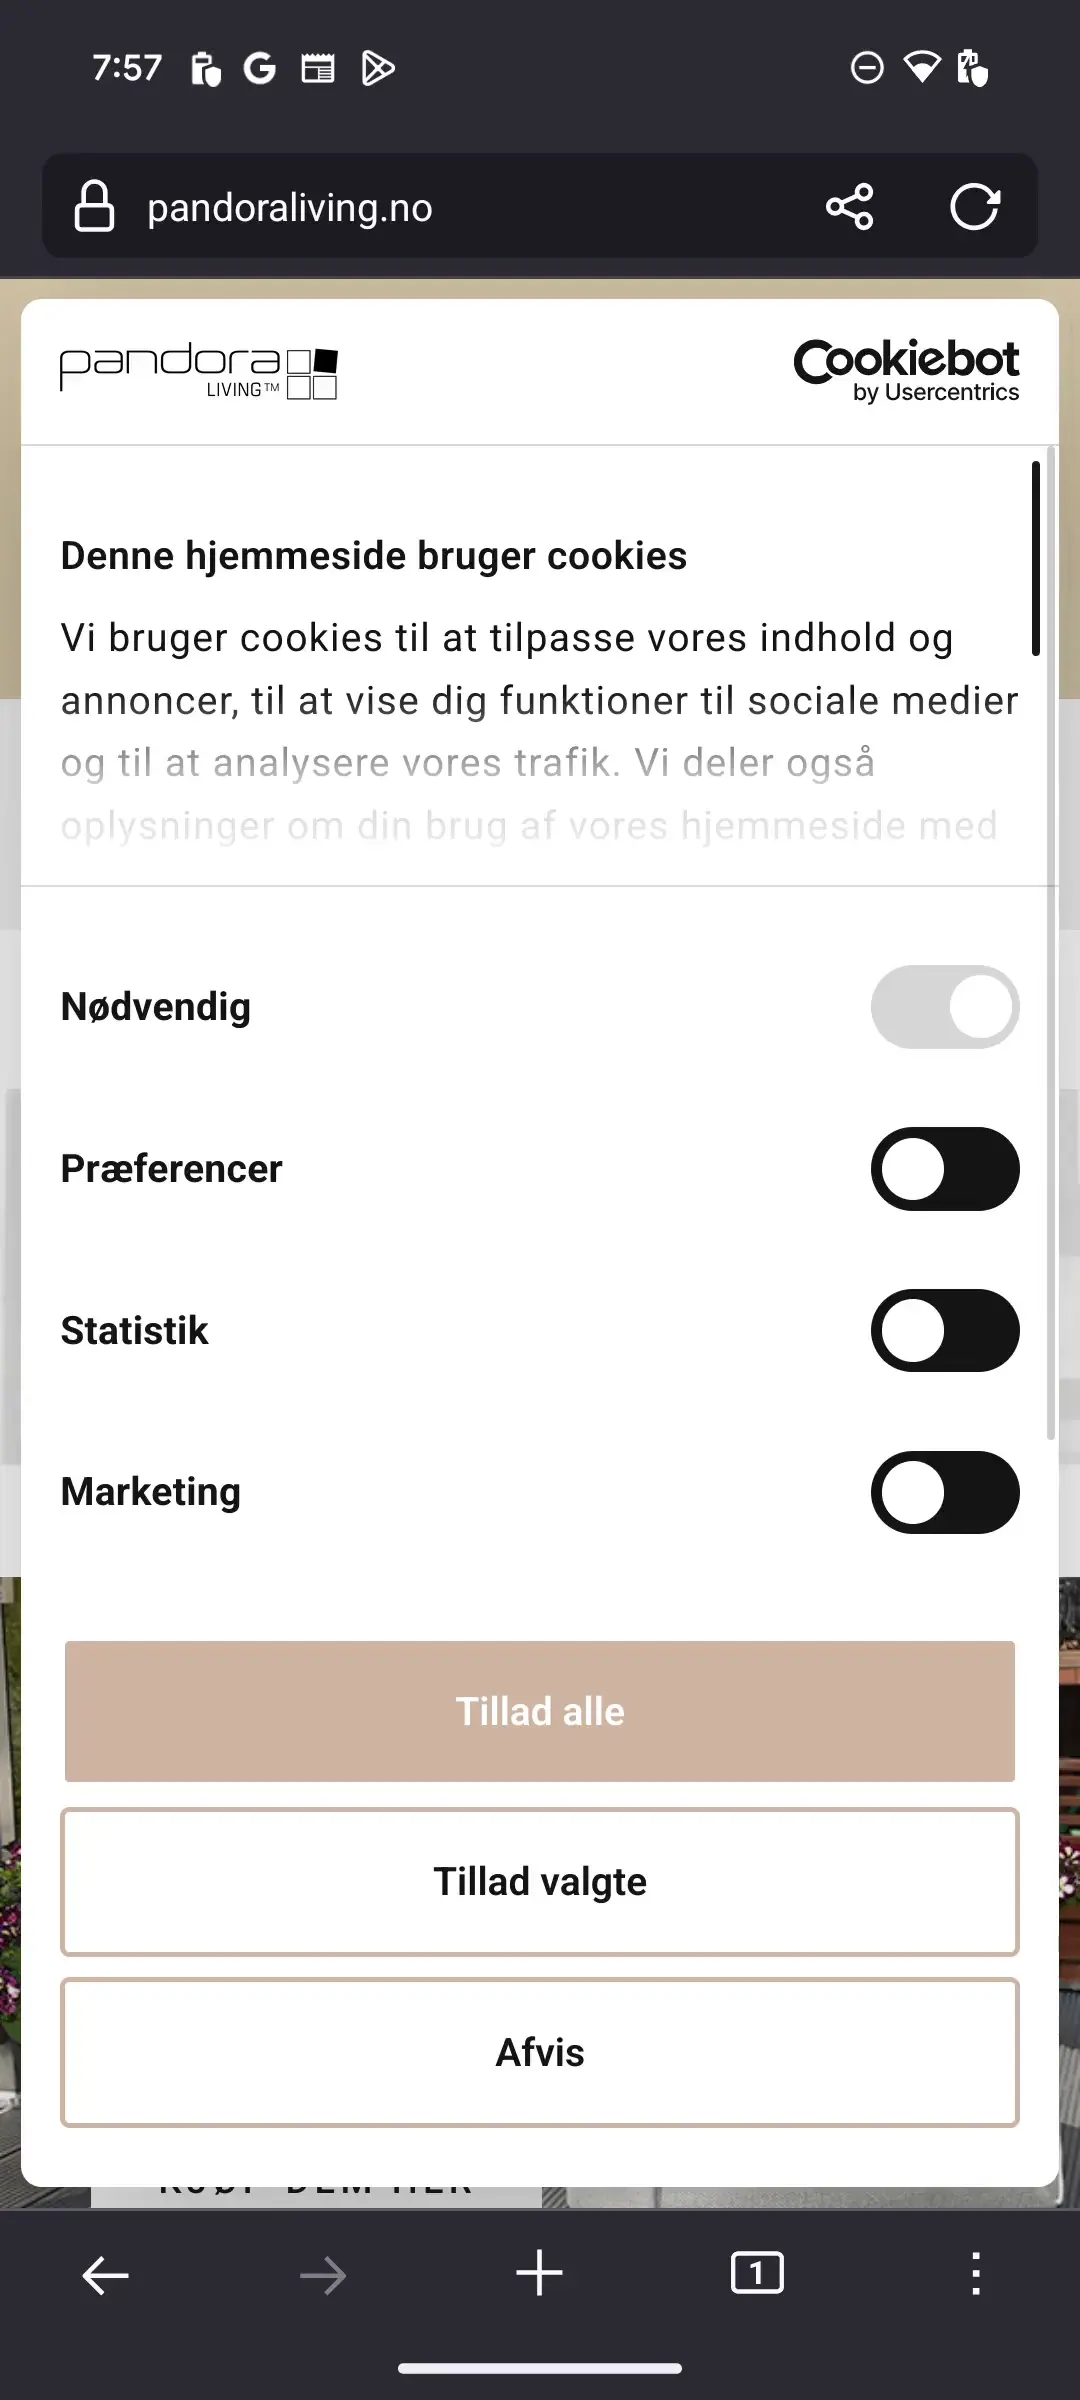 7:57
pandoraliving.no
pandora
LIVING™
Cookiebot
by Usercentrics
Denne hjemmeside bruger cookies
Vi bruger cookies til at tilpasse vores indhold og
annoncer, til at vise dig funktioner til sociale medier
og til at analysere vores trafik. Vi deler også
oplysninger om din brug af vores hjemmeside med
Nødvendig
Præferencer
Statistik
Marketing
Tillad alle
Tillad valgte
Afvis
KJØP DEM HER
1